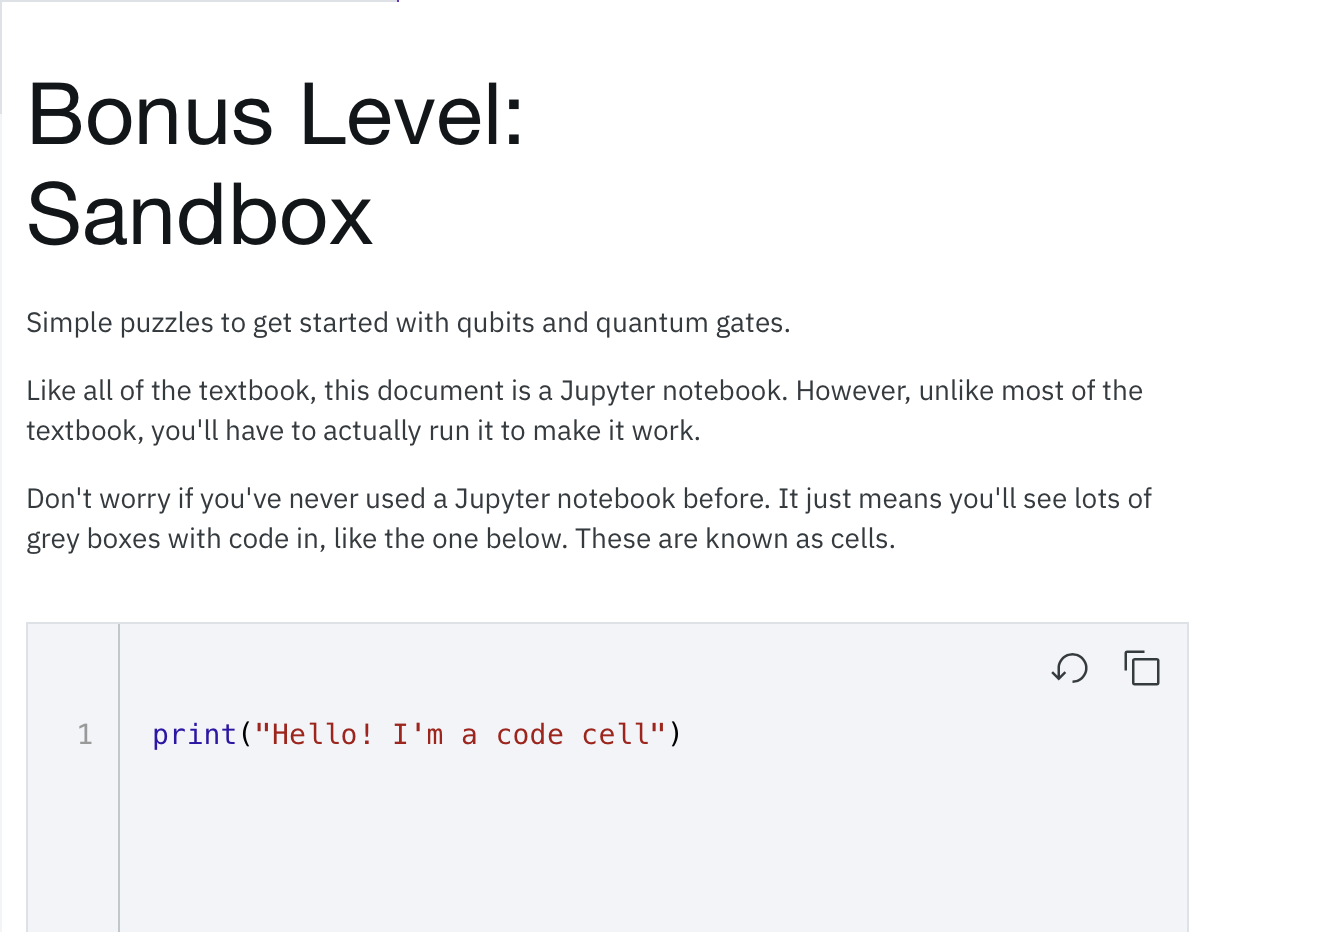 Bonus Level:
Sandbox
Simple puzzles to get started with qubits and quantum gates.
Like all of the textbook, this document is a Jupyter notebook. However, unlike most of the
textbook, you'll have to actually run it to make it work.
Don't worry if you've never used a Jupyter notebook before. It just means you'll see lots of
grey boxes with code in, like the one below. These are known as cells.
1 print("Hello! I'm a code cell")